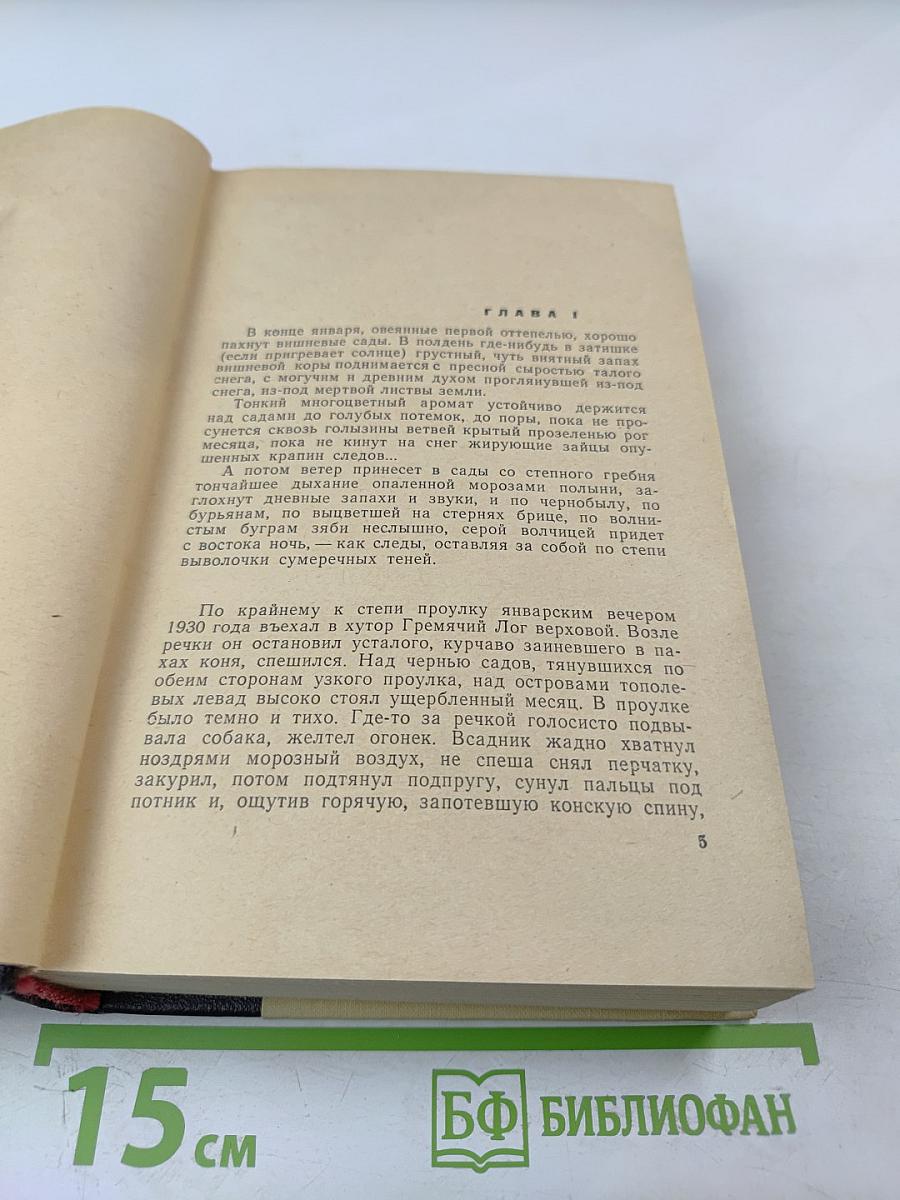 ГЛАВА I
В конце января, овеянные первой оттепелью, хорошо
пахнут вишневые сады. В полдень где-нибудь в затишке
(если пригревает солнце) грустный, чуть внятный запах
вишневой коры поднимается с пресной сыростью талого
снега, с могучим и древним духом проглянувшей из-под
снега, из-под мертвой листвы земли.
Тонкий многоцветный аромат устойчиво держится
над садами до голубых потемок, до поры, пока не про-
сунется сквозь голызины ветвей крытый прозеленью рог
месяца, пока не кинут на снег жирующие зайцы опу-
шенных крапин следов...
А потом ветер принесет в сады со степного гребня
тончайшее дыхание опаленной морозами полыни, за-
глохнут дневные запахи и звуки, и по чернобылу, по
бурьянам, по выцветшей на стернях брице, по волни-
стым буграм зяби неслышно, серой волчицей придет
с востока ночь, — как следы, оставляя за собой по степи
выволочки сумеречных теней.
По крайнему к степи проулку январским вечером
1930 года въехал в хутор Гремячий Лог верховой. Возле
речки он остановил усталого, курчаво заиневшего в па-
хах коня, спешился. Над чернью садов, тянувшихся по
обеим сторонам узкого проулка, над островами тополе-
вых левад высоко стоял ущербленный месяц. В проулке
было темно и тихо. Где-то за речкой голосисто подвы-
вала собака, желтел огонек. Всадник жадно хватнул
ноздрями морозный воздух, не спеша снял перчатку,
закурил, потом подтянул подпругу, сунул пальцы под
потник и, ощутив горячую, запотевшую конскую спину,
5
15 см
БФ БИБЛИОФАН